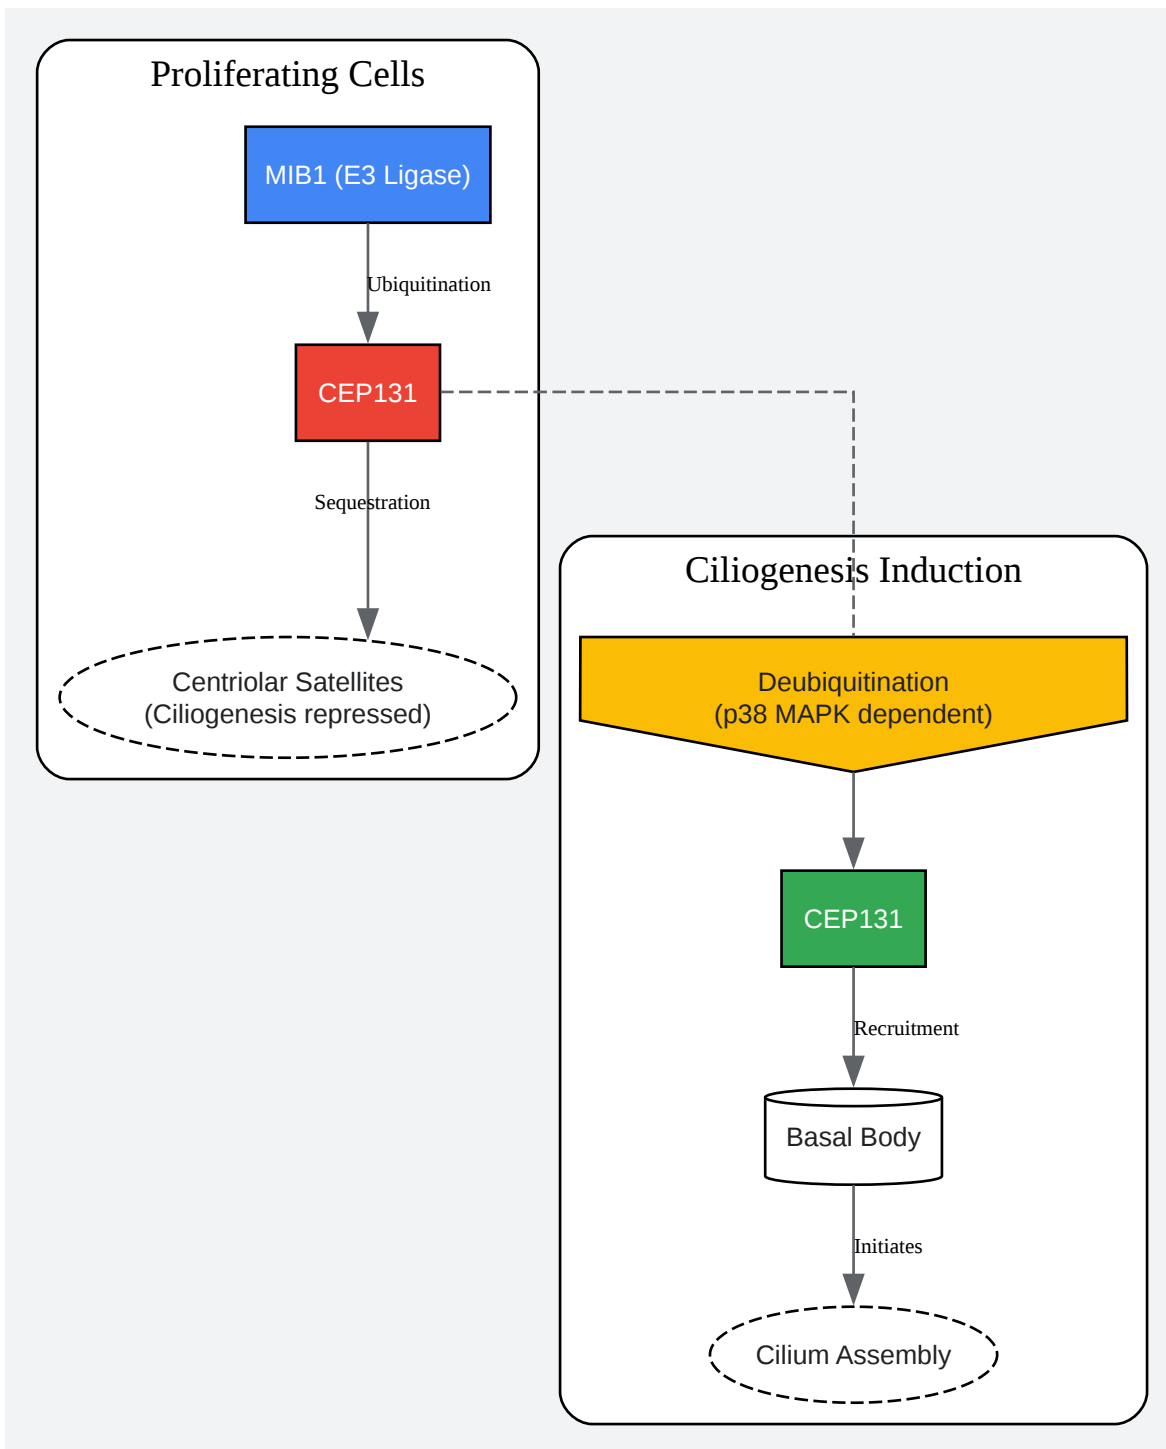 Proliferating Cells
MIB1 (E3 Ligase)
Ubiquitination
CEP131
Sequestration
Centriolar Satellites
(Ciliogenesis repressed)
Ciliogenesis Induction
Deubiquitination
(p38 MAPK dependent)
CEP131
Recruitment
Basal Body
Initiates
Cilium Assembly